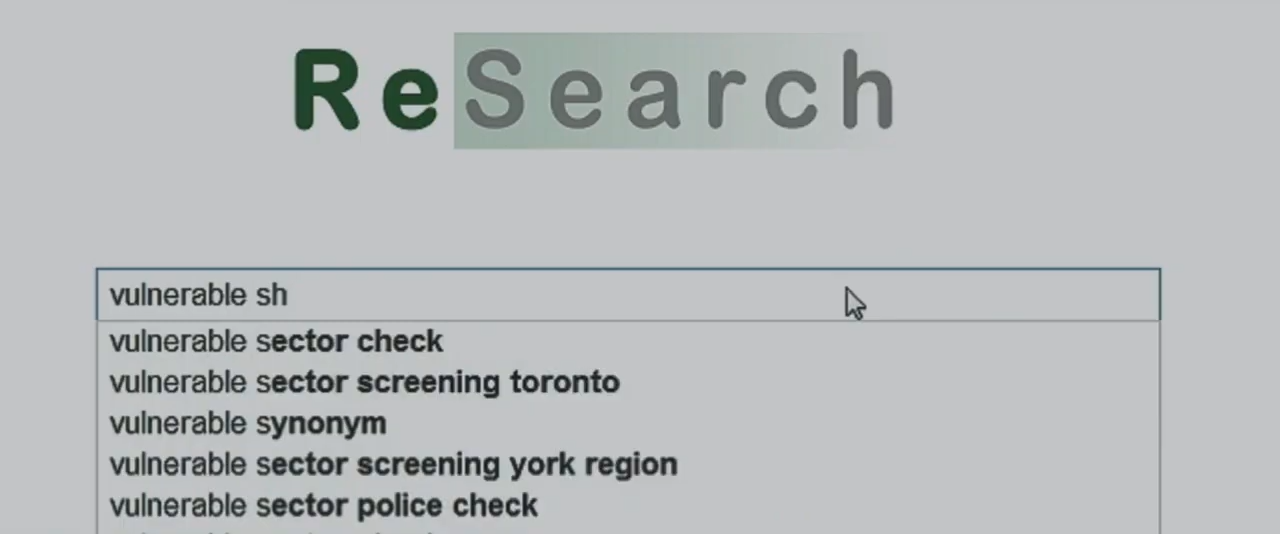 ReSearch
vulnerable sh
vulnerable sector check
vulnerable sector screening toronto
vulnerable synonym
vulnerable sector screening york region
vulnerable sector police check